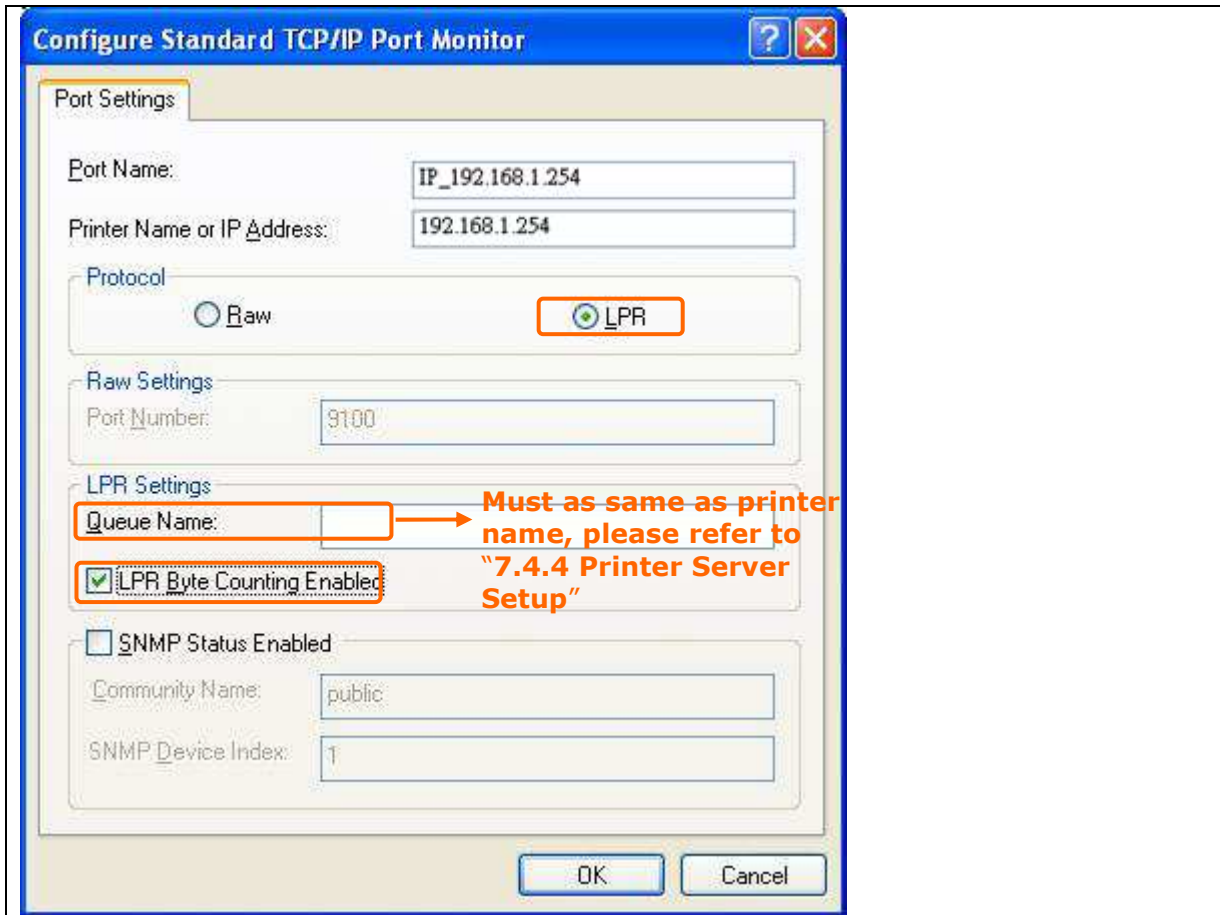 Configure Standard TCP/IP Port Monitor
Port Settings
Port Name: IP_192.168.1.254
Printer Name or IP Address: 192.168.1.254
Protocol
Raw LPR
Raw Settings
Port Number: 9100
LPR Settings
Queue Name:
Must as same as printer
name, please refer to
“7.4.4 Printer Server
Setup”
LPR Byte Counting Enabled
SNMP Status Enabled
Community Name: public
SNMP Device Index: 1
OK Cancel